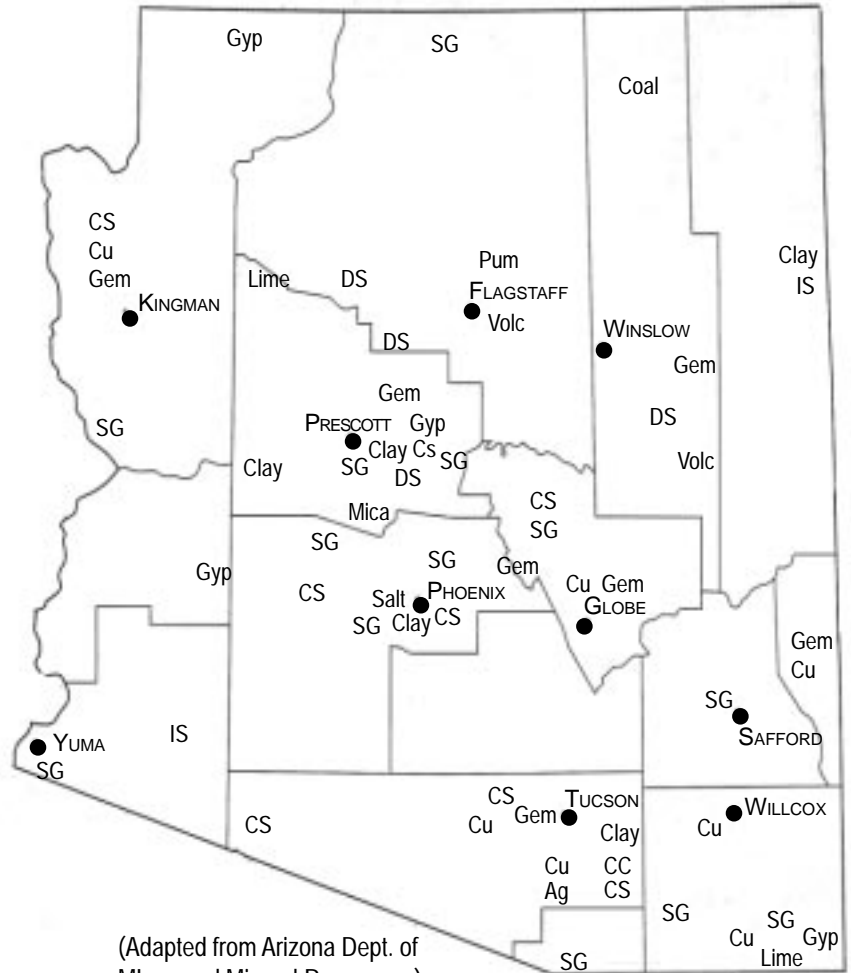 Gyp
SG
Coal
CS
Cu
Gem
KINGMAN
Lime
DS
Pum
FLAGSTAFF
Volc
Clay
IS
WINSLOW
DS
Gem
Gem
PRESCOTT
Gyp
DS
SG
Clay
Cs
SG
Clay
SG
DS
Volc
Mica
CS
SG
SG
SG
Gem
Gyp
CS
Salt
PHOENIX
Cu
Gem
SG
Clay
CS
GLOBE
Gem
Cu
SG
SAFFORD
YUMA
IS
SG
CS
TUCSON
WILLCOX
CS
Cu
Gem
Clay
Cu
Cu
CC
Ag
CS
SG
SG
Cu
Gyp
Lime
SG
(Adapted from Arizona Dept. of